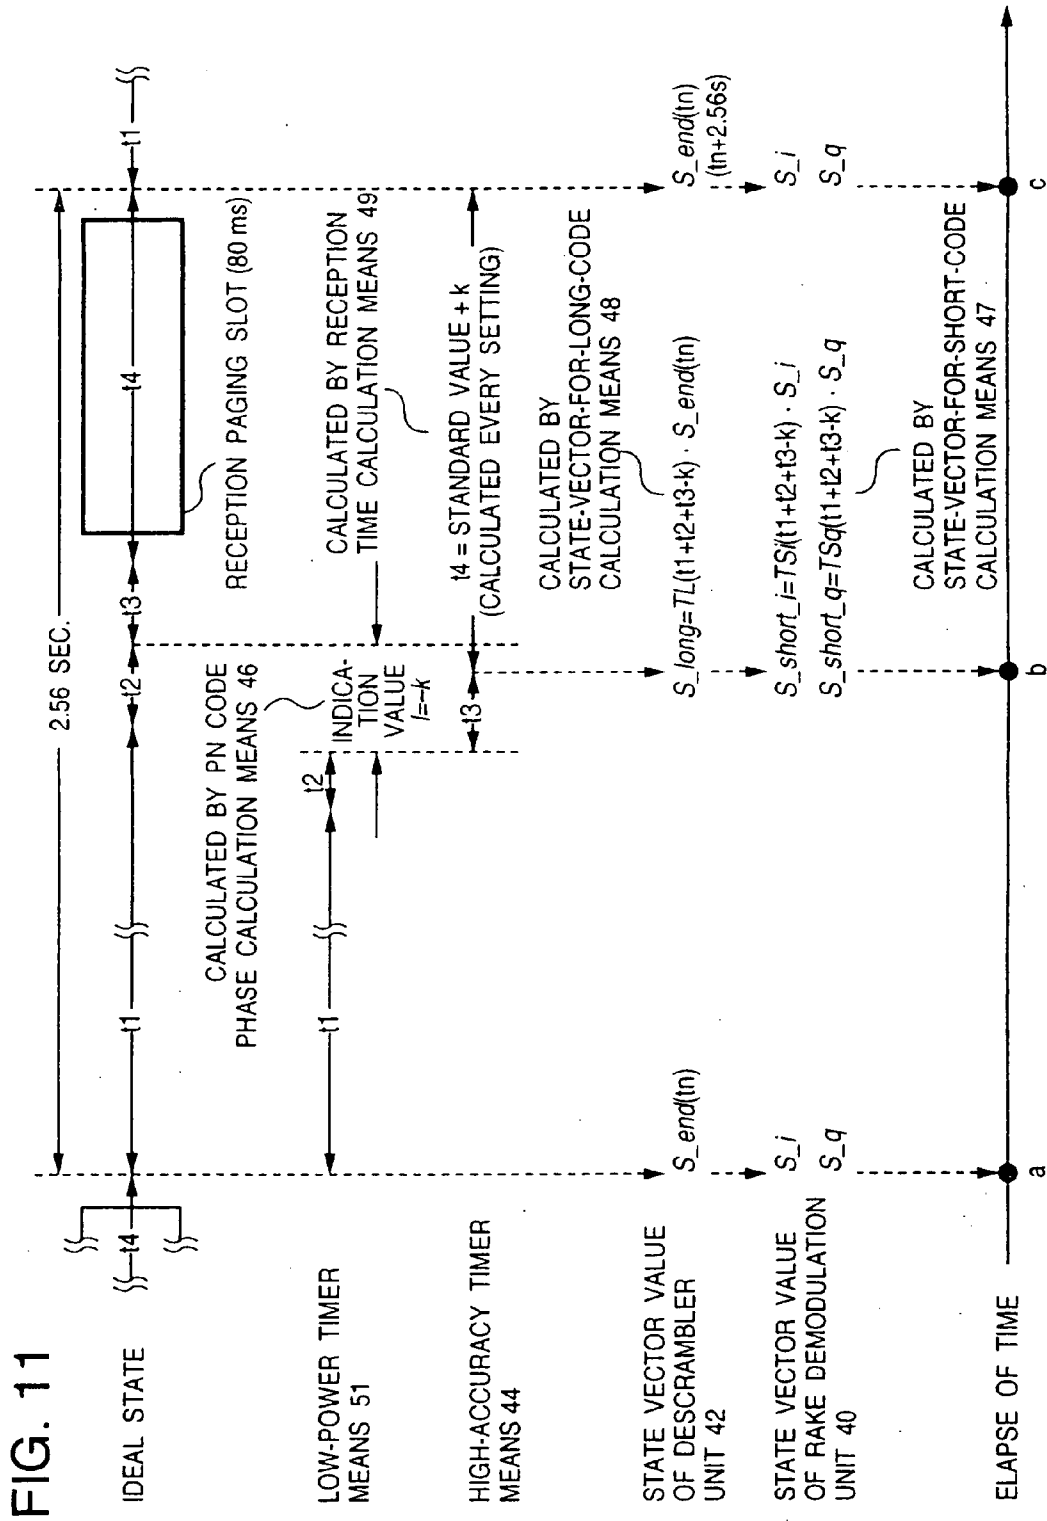 FIG. 11
2.56 SEC.
IDEAL STATE
t4
t1
t2
t3
t4
t1
RECEPTION PAGING SLOT (80 ms)
CALCULATED BY PN CODE
PHASE CALCULATION MEANS 46
LOW-POWER TIMER
MEANS 51
t1
t2
INDICA-
TION
VALUE
I=-k
CALCULATED BY RECEPTION
TIME CALCULATION MEANS 49
HIGH-ACCURACY TIMER
MEANS 44
t3
t4 = STANDARD VALUE + k
(CALCULATED EVERY SETTING)
CALCULATED BY
STATE-VECTOR-FOR-LONG-CODE
CALCULATION MEANS 48
STATE VECTOR VALUE
OF DESCRAMBLER
UNIT 42
S_end(tn)
S_long=TL(t1+t2+t3-k) · S_end(tn)
S_end(tn)
(tn+2.56s)
STATE VECTOR VALUE
OF RAKE DEMODULATION
UNIT 40
S_i
S_q
S_short_i=TSi(t1+t2+t3-k) · S_i
S_short_q=TSq(t1+t2+t3-k) · S_q
S_i
S_q
CALCULATED BY
STATE-VECTOR-FOR-SHORT-CODE
CALCULATION MEANS 47
ELAPSE OF TIME
a
b
c